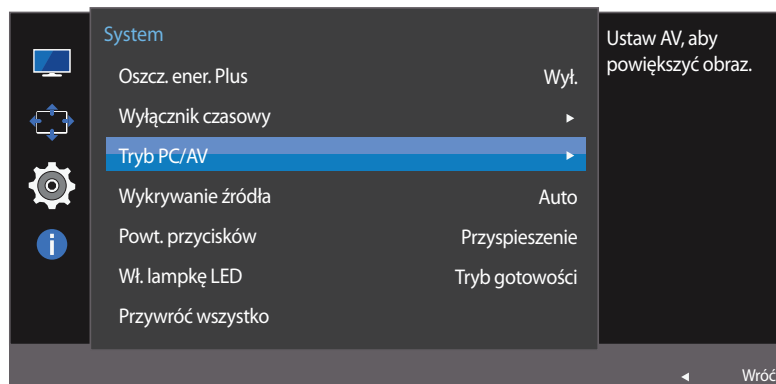 System
Oszcz. ener. Plus Wył.
Wyłącznik czasowy ►
Tryb PC/AV ►
Wykrywanie źródła Auto
Powt. przycisków Przyspieszenie
Wł. lampkę LED Tryb gotowości
Przywróć wszystko
Ustaw AV, aby
powiększyć obraz.
◄ Wróć